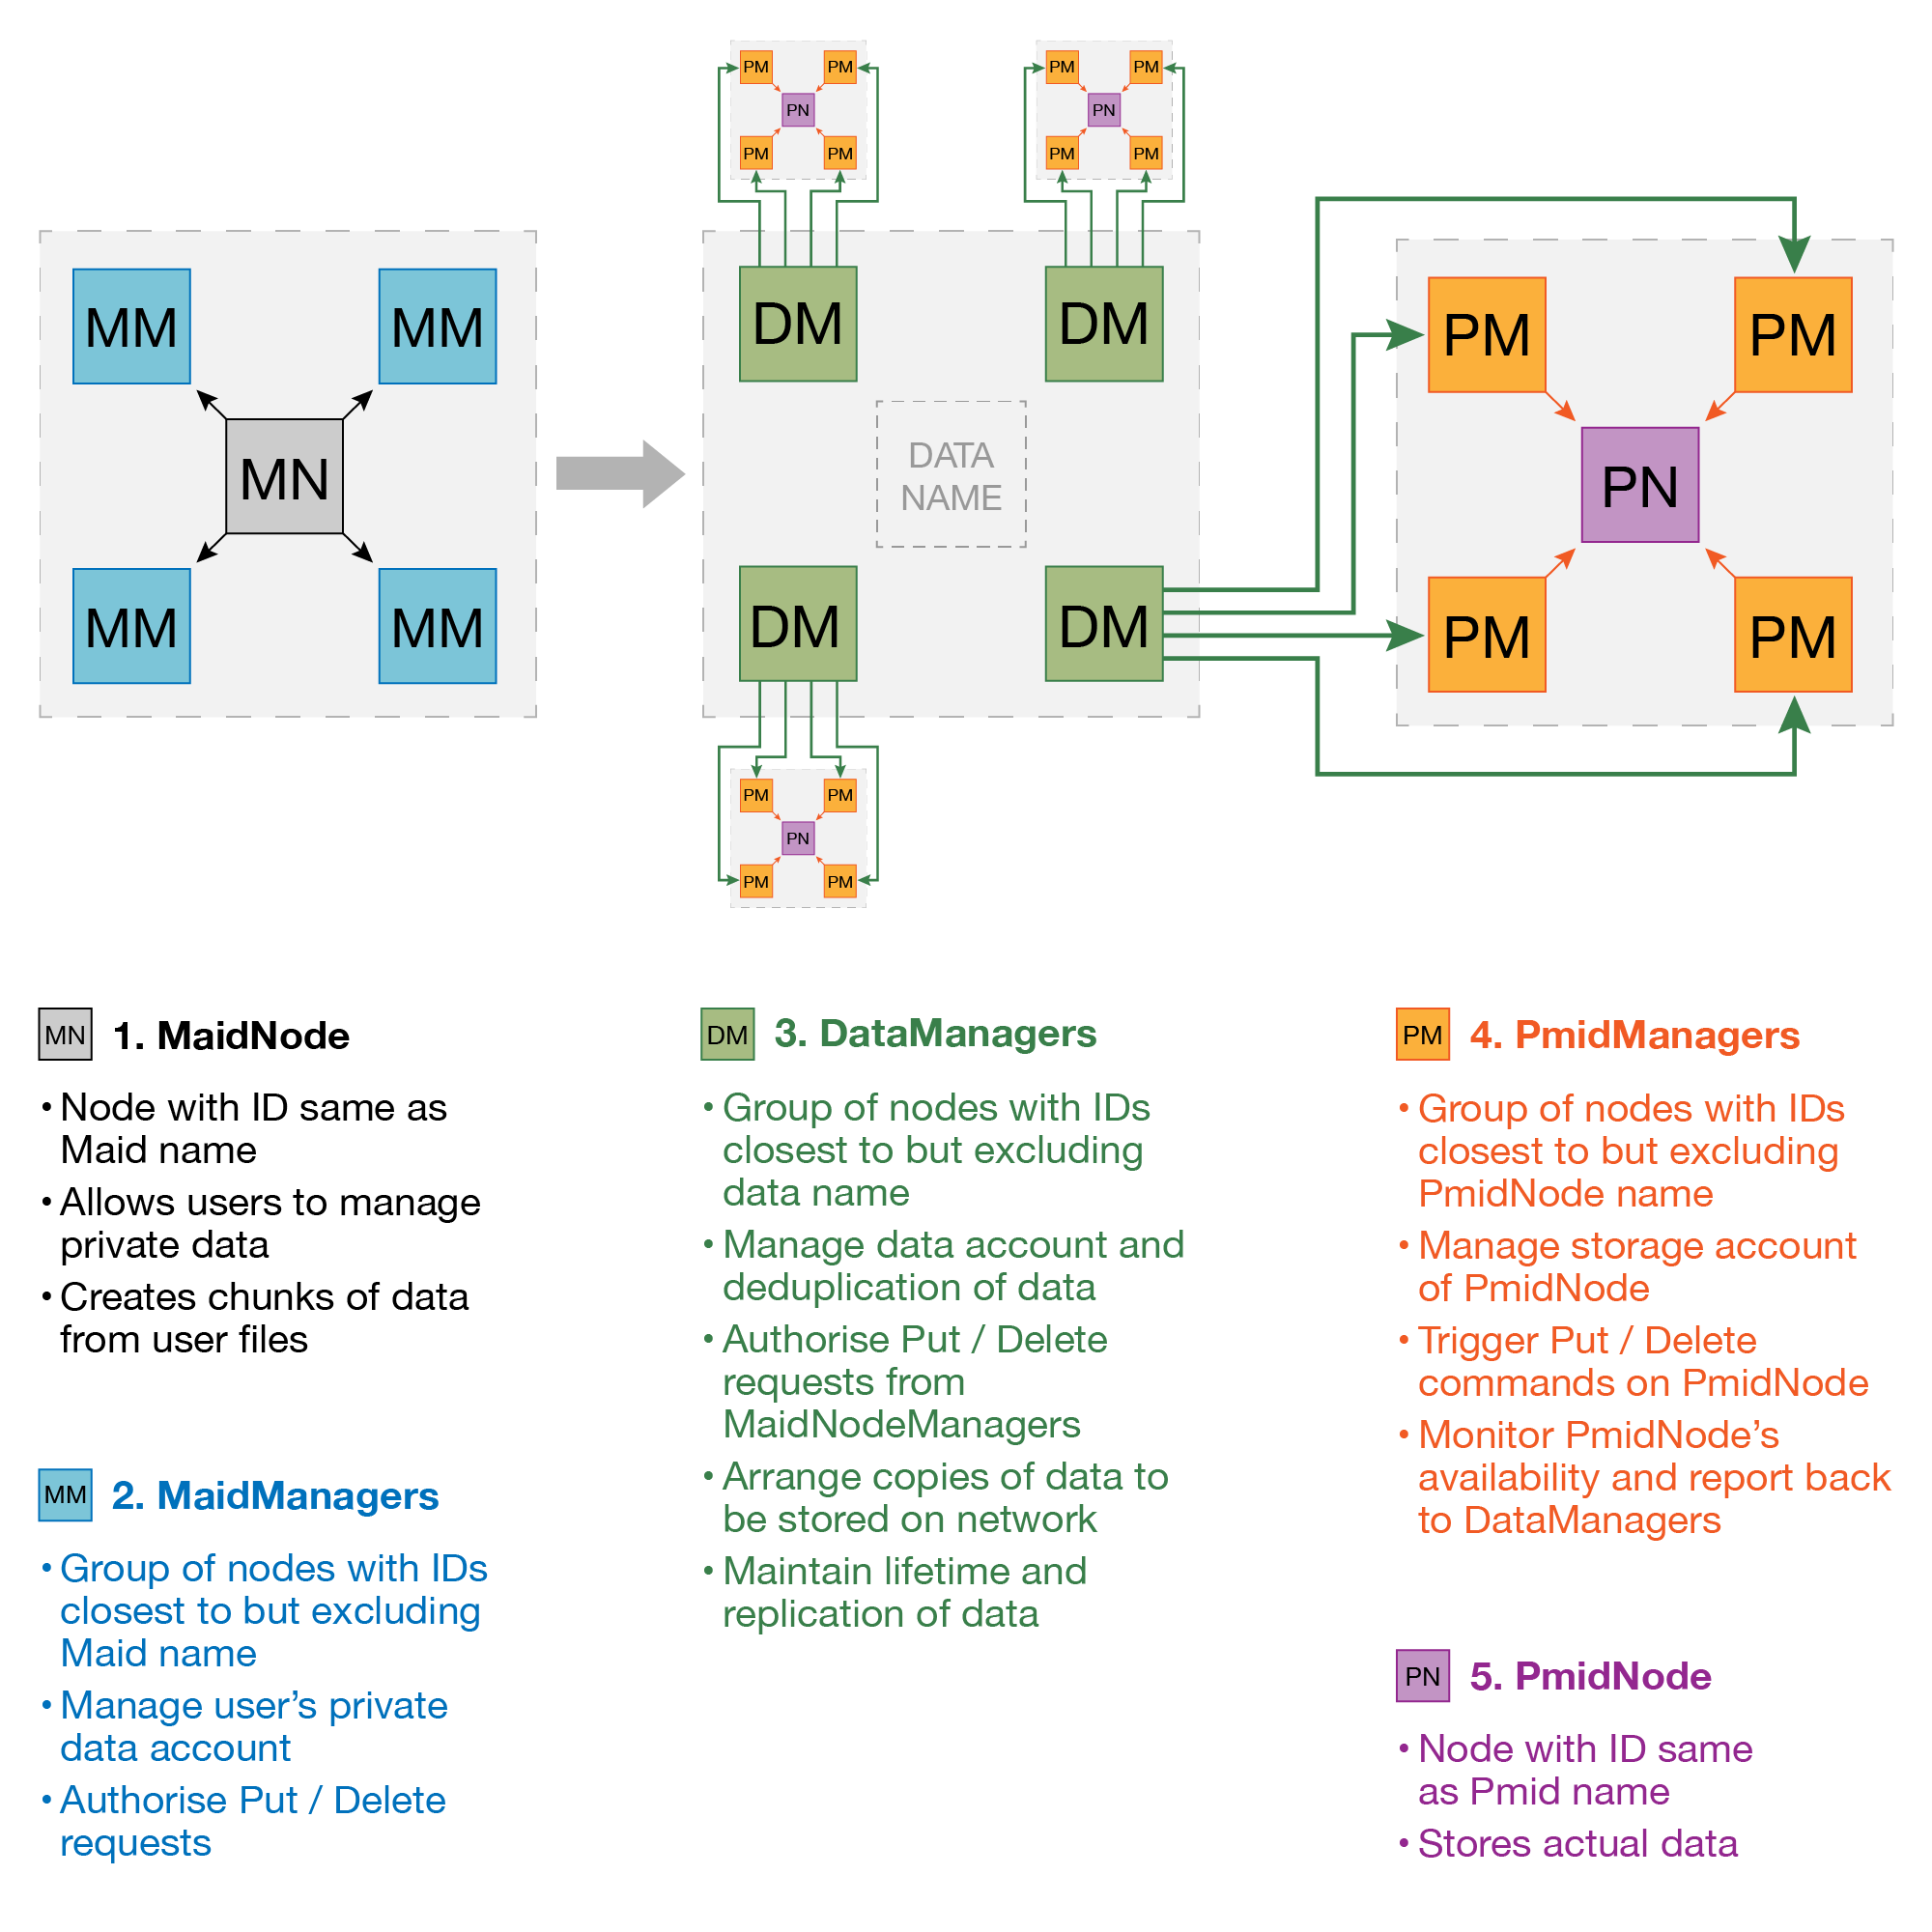 PM PM
PN
PM PM
PM PM
PN
PM PM
MM MM
MN
MM MM
DM DM
DATA
NAME
DM DM
PM PM
PN
PM PM
PM PM
PN
PM PM
MN 1. MaidNode
• Node with ID same as
Maid name
• Allows users to manage
private data
• Creates chunks of data
from user files
MM 2. MaidManagers
• Group of nodes with IDs
closest to but excluding
Maid name
• Manage user’s private
data account
• Authorise Put / Delete
requests
DM 3. DataManagers
• Group of nodes with IDs
closest to but excluding
data name
• Manage data account and
deduplication of data
• Authorise Put / Delete
requests from
MaidNodeManagers
• Arrange copies of data to
be stored on network
• Maintain lifetime and
replication of data
PM 4. PmidManagers
• Group of nodes with IDs
closest to but excluding
PmidNode name
• Manage storage account
of PmidNode
• Trigger Put / Delete
commands on PmidNode
• Monitor PmidNode’s
availability and report back
to DataManagers
PN 5. PmidNode
• Node with ID same
as Pmid name
• Stores actual data